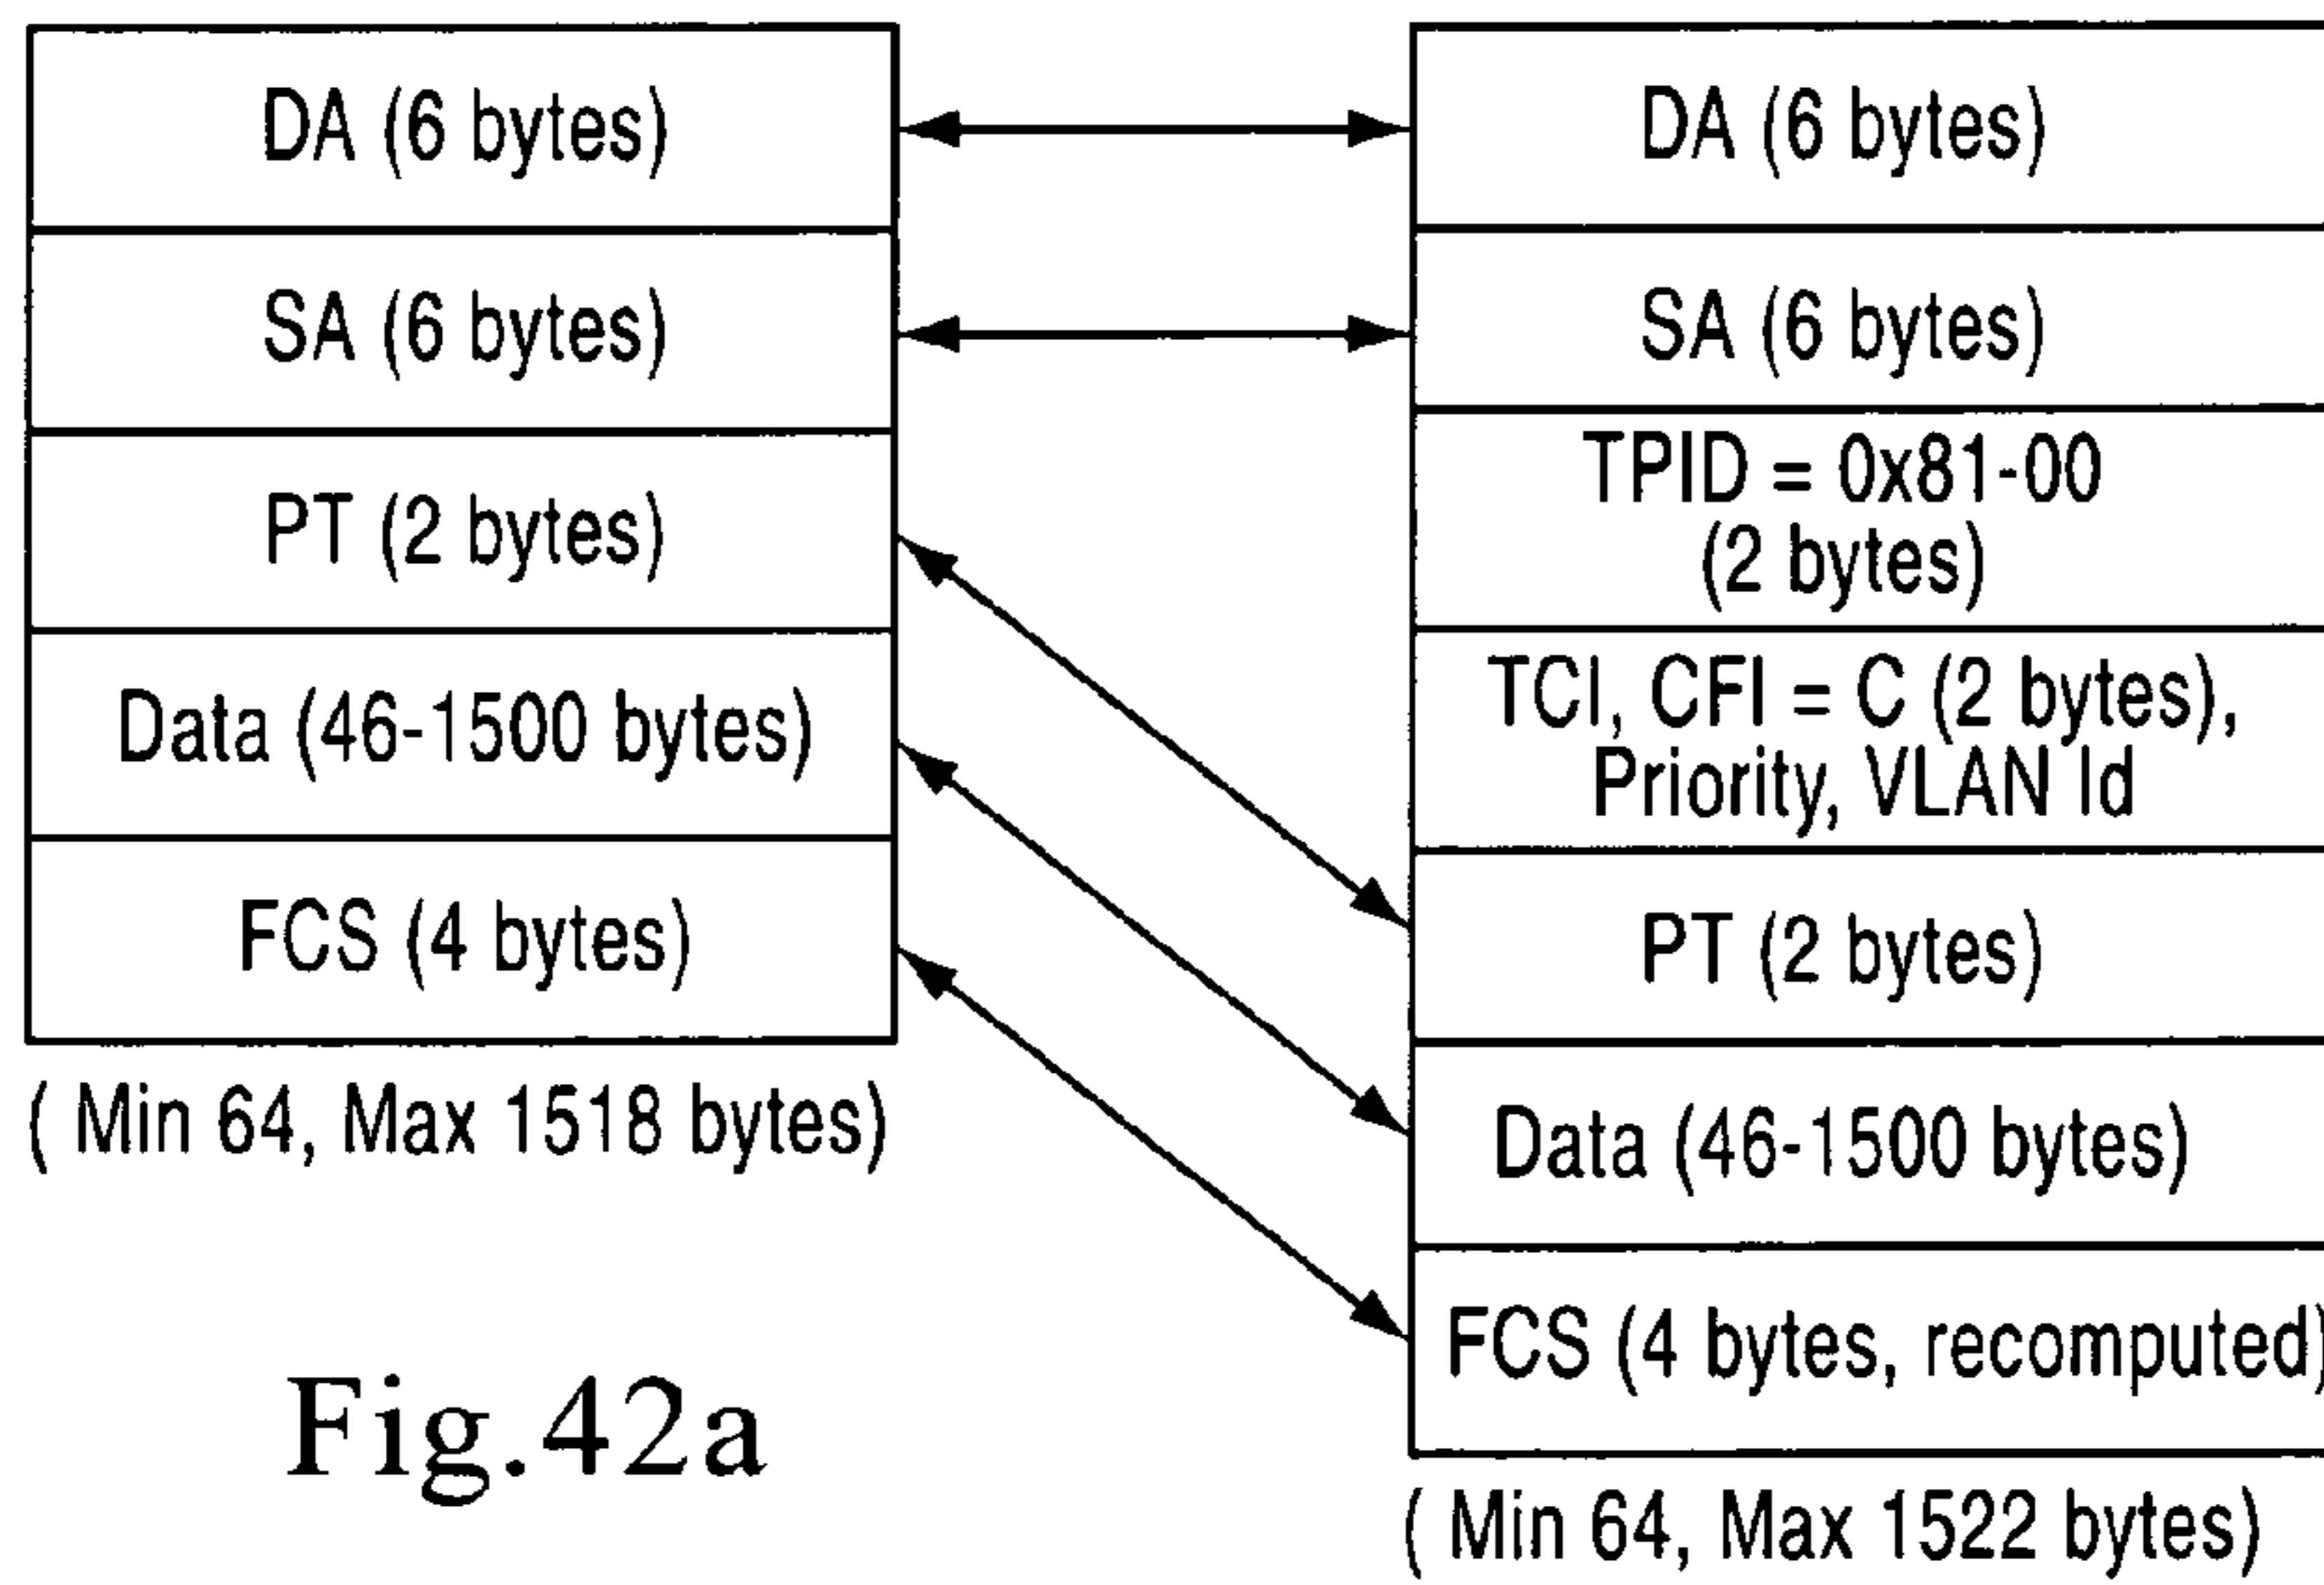 DA (6 bytes)
SA (6 bytes)
PT (2 bytes)
Data (46-1500 bytes)
FCS (4 bytes)
( Min 64, Max 1518 bytes)
Fig.42a
DA (6 bytes)
SA (6 bytes)
TPID = 0x81-00
(2 bytes)
TCI, CFI = C (2 bytes),
Priority, VLAN Id
PT (2 bytes)
Data (46-1500 bytes)
FCS (4 bytes, recomputed)
( Min 64, Max 1522 bytes)